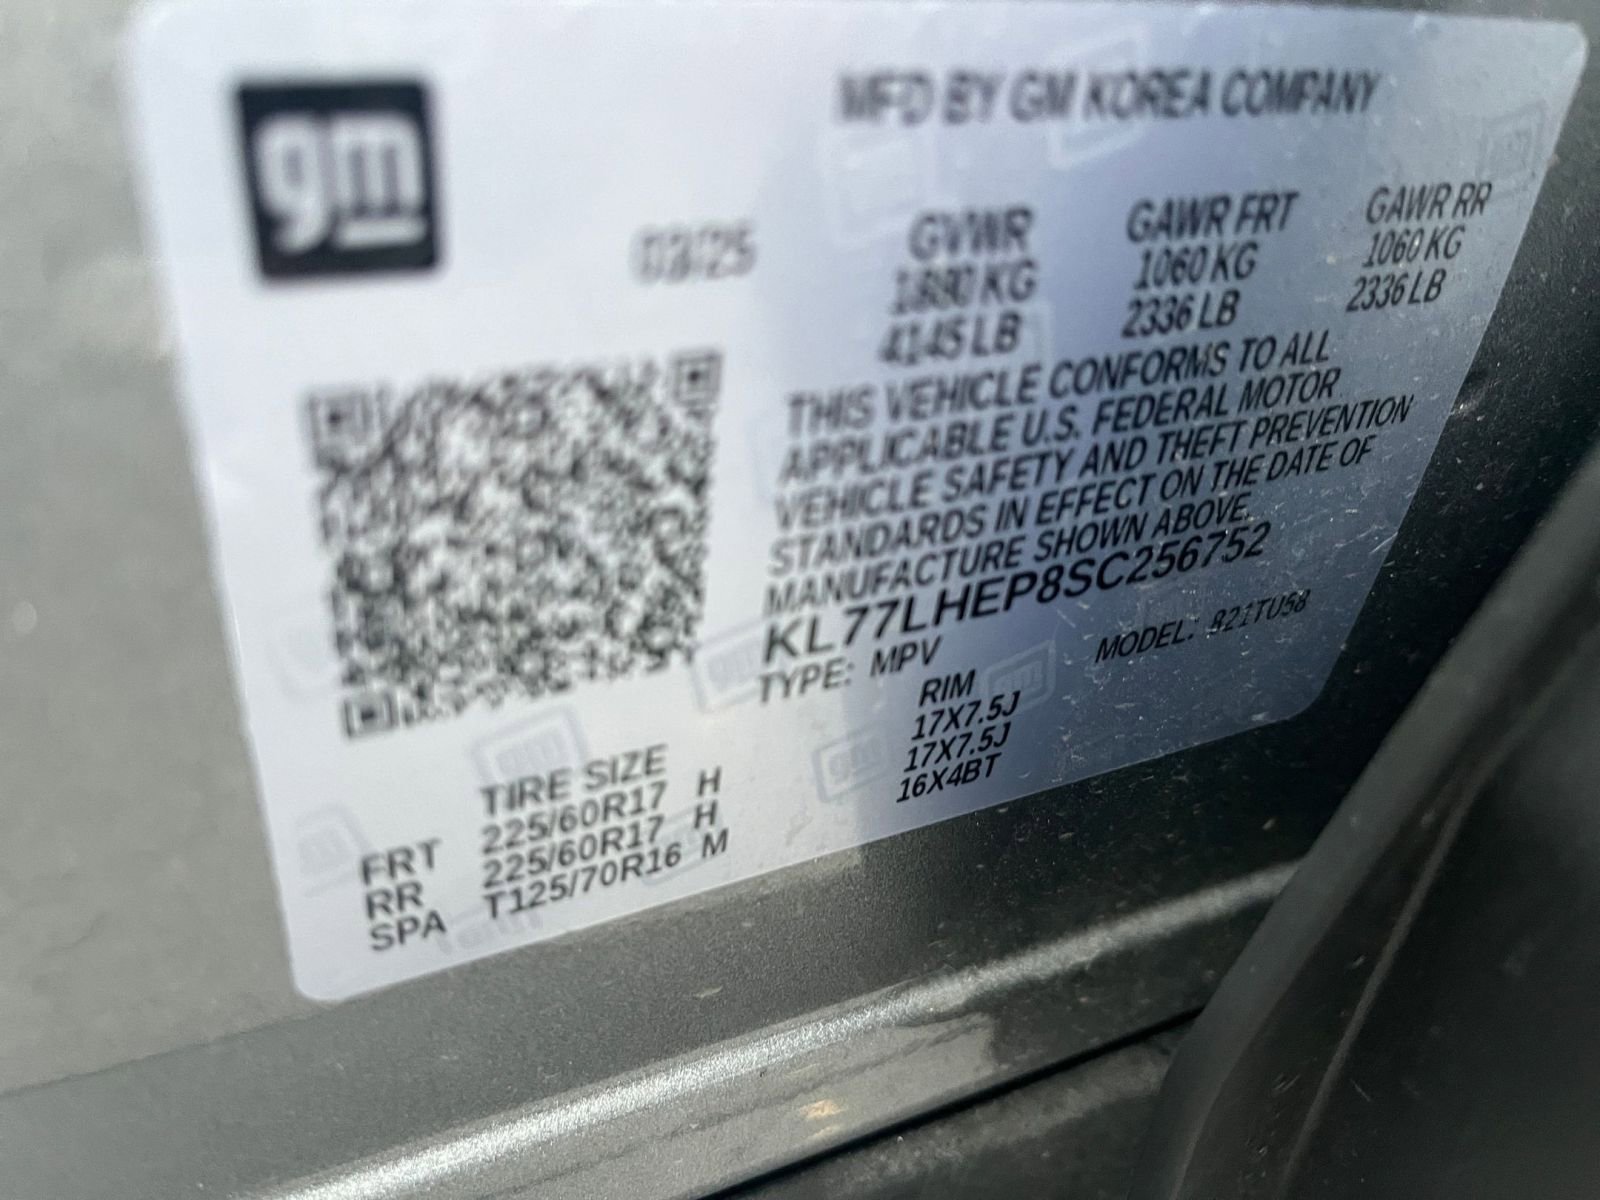 gm
MFD BY GM KOREA COMPANY
03/25
GVWR GAWR FRT GAWR RR
1880 KG 1060 KG 1060 KG
4145 LB 2336 LB 2336 LB
THIS VEHICLE CONFORMS TO ALL
APPLICABLE U.S. FEDERAL MOTOR
VEHICLE SAFETY AND THEFT PREVENTION
STANDARDS IN EFFECT ON THE DATE OF
MANUFACTURE SHOWN ABOVE.
KL77LHEP8SC256752
TYPE: MPV MODEL: 821TU58
TIRE SIZE RIM
FRT 225/60R17 H 17X7.5J
RR 225/60R17 H 17X7.5J
SPA T125/70R16 M 16X4BT